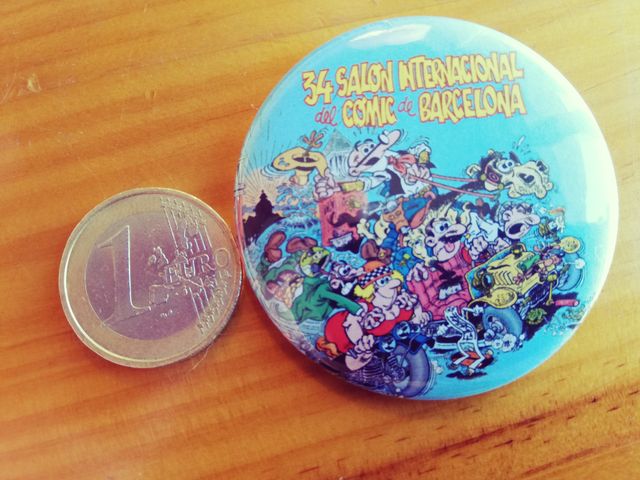 34 SALON INTERNACIONAL
del COMIC de BARCELONA
1
EURO